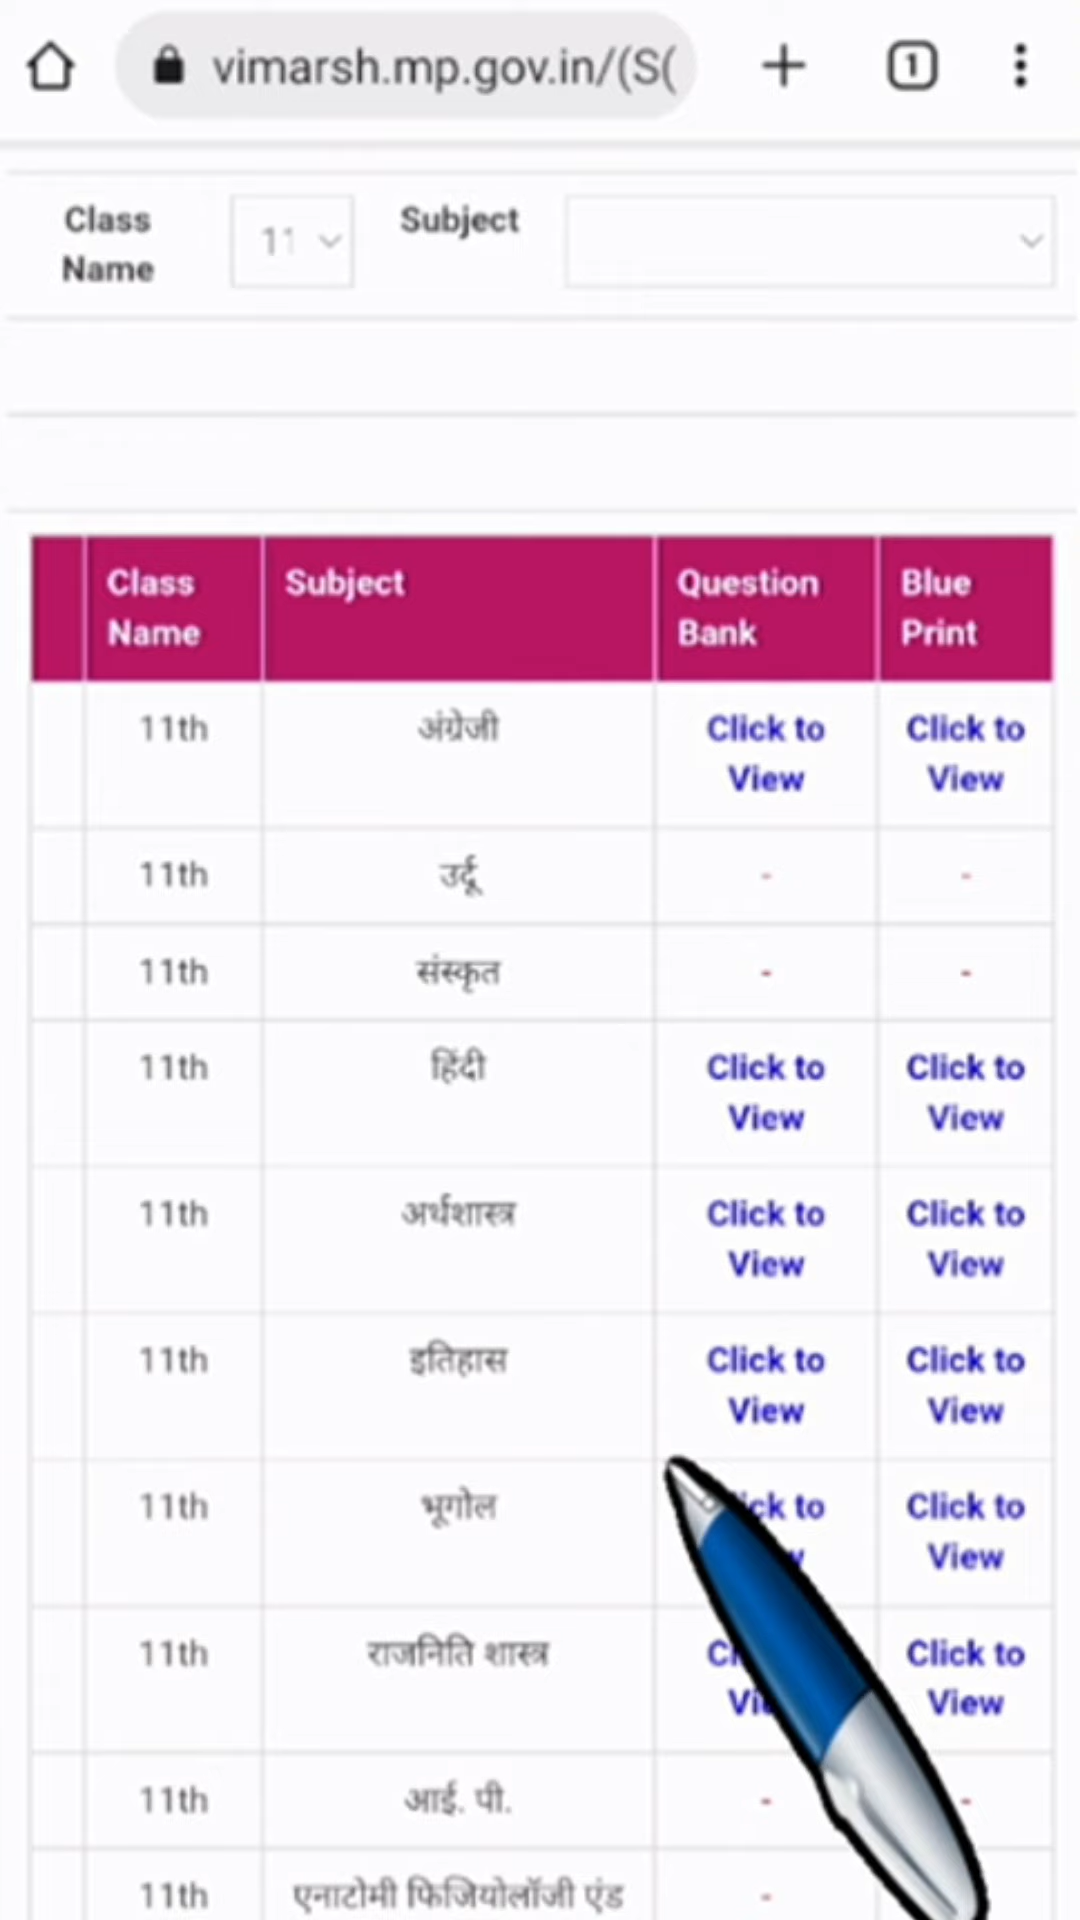 vimarsh.mp.gov.in/(S(
1
Class Name
11
Subject
Class Name Subject Question Bank Blue Print
11th अंग्रेजी Click to View Click to View
11th उर्दू - -
11th संस्कृत - -
11th हिंदी Click to View Click to View
11th अर्थशास्त्र Click to View Click to View
11th इतिहास Click to View Click to View
11th भूगोल to Click to View
11th राजनिति शास्त्र Click to View
11th आई. पी. - -
11th एनाटोमी फिजियोलॉजी एंड -